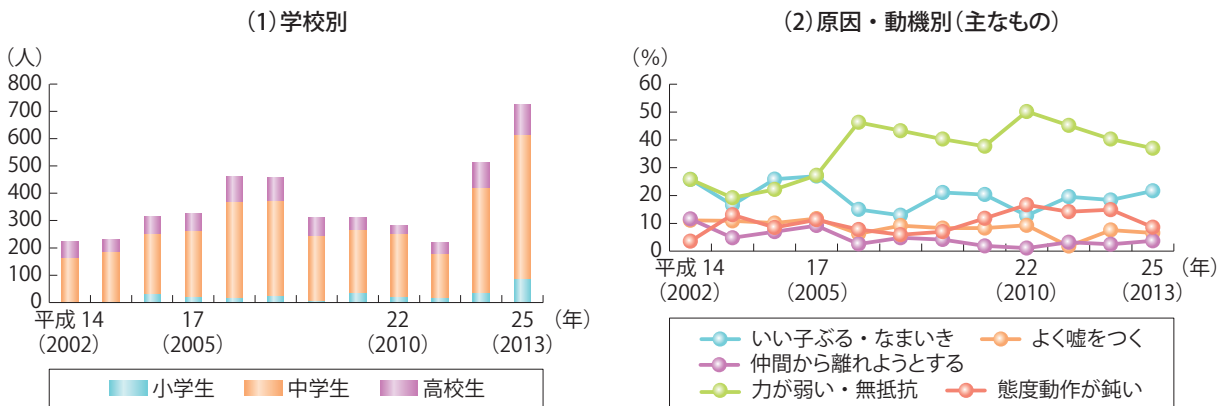 (1)学校別
(人)
800
700
600
500
400
300
200
100
0
平成 14 17 22 25 (年)
(2002) (2005) (2010) (2013)
小学生 中学生 高校生
(2)原因・動機別(主なもの)
(%)
60
50
40
30
20
10
0
平成 14 17 22 25 (年)
(2002) (2005) (2010) (2013)
いい子ぶる・なまいき よく嘘をつく
仲間から離れようとする
力が弱い・無抵抗 態度動作が鈍い